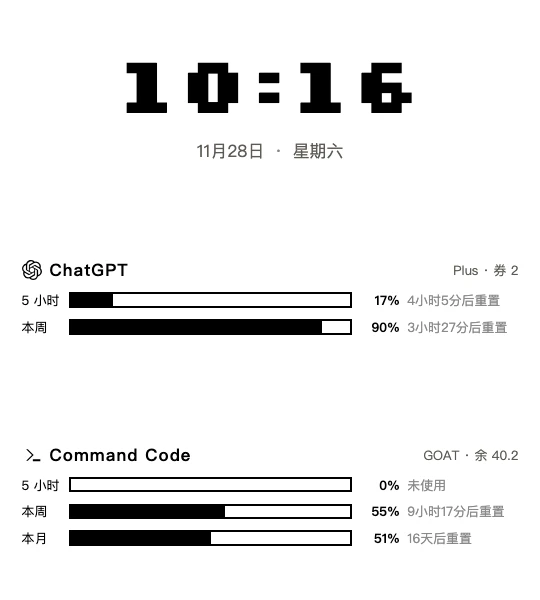 10:16
11月28日 · 星期六
ChatGPT Plus · 券 2
5 小时 17% 4小时5分后重置
本周 90% 3小时27分后重置
Command Code GOAT · 余 40.2
5 小时 0% 未使用
本周 55% 9小时17分后重置
本月 51% 16天后重置